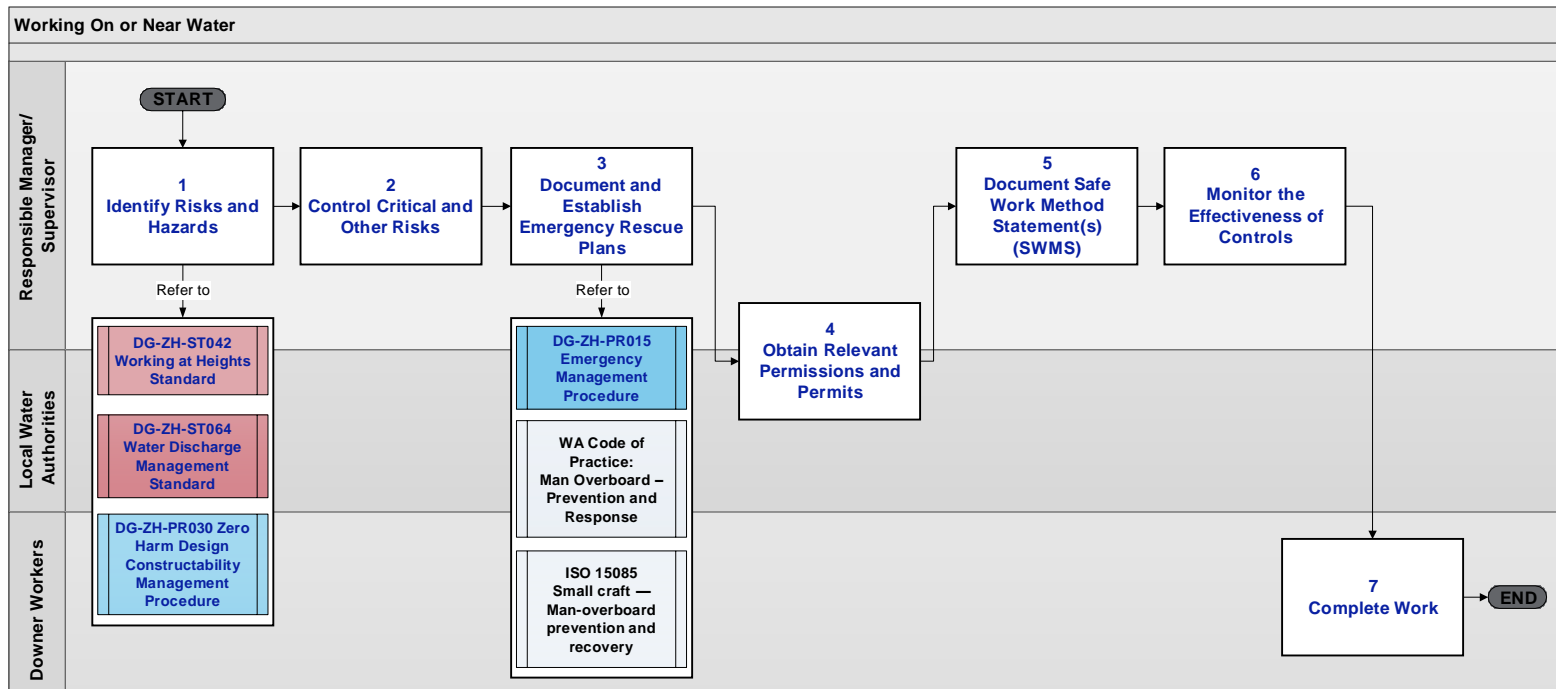 Working On or Near Water
Responsible Manager/
Supervisor
START
1
Identify Risks and
Hazards
2
Control Critical and
Other Risks
3
Document and
Establish
Emergency Rescue
Plans
5
Document Safe
Work Method
Statement(s)
(SWMS)
6
Monitor the
Effectiveness of
Controls
Refer to
Refer to
DG-ZH-ST042
Working at Heights
Standard
DG-ZH-PR015
Emergency
Management
Procedure
4
Obtain Relevant
Permissions and
Permits
Local Water
Authorities
DG-ZH-ST064
Water Discharge
Management
Standard
WA Code of
Practice:
Man Overboard –
Prevention and
Response
Downer Workers
DG-ZH-PR030 Zero
Harm Design
Constructability
Management
Procedure
ISO 15085
Small craft —
Man-overboard
prevention and
recovery
7
Complete Work
END